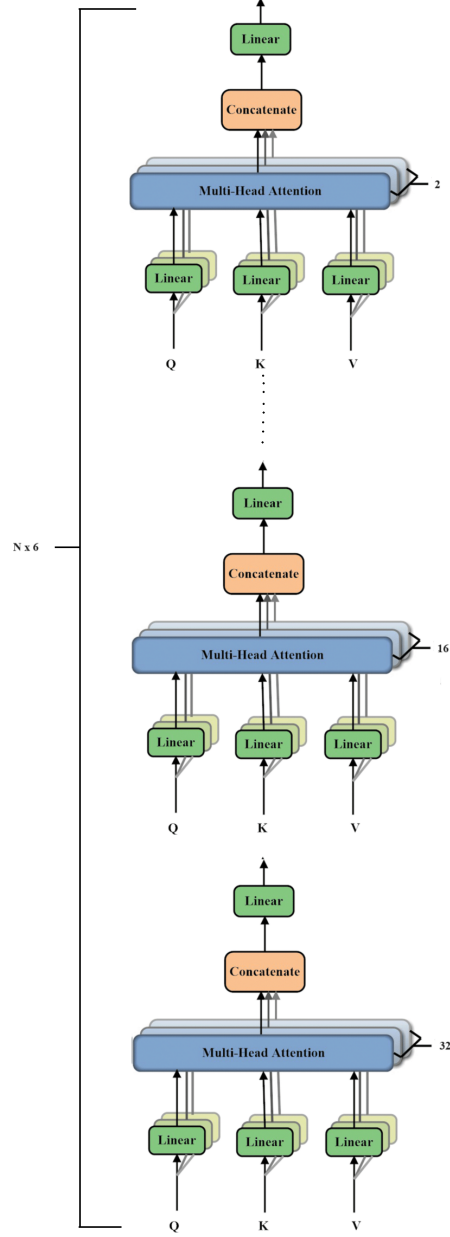 Linear
Concatenate
Multi-Head Attention
2
Linear Linear Linear
Q K V
Linear
N x 6
Concatenate
Multi-Head Attention
16
Linear Linear Linear
Q K V
Linear
Concatenate
Multi-Head Attention
32
Linear Linear Linear
Q K V